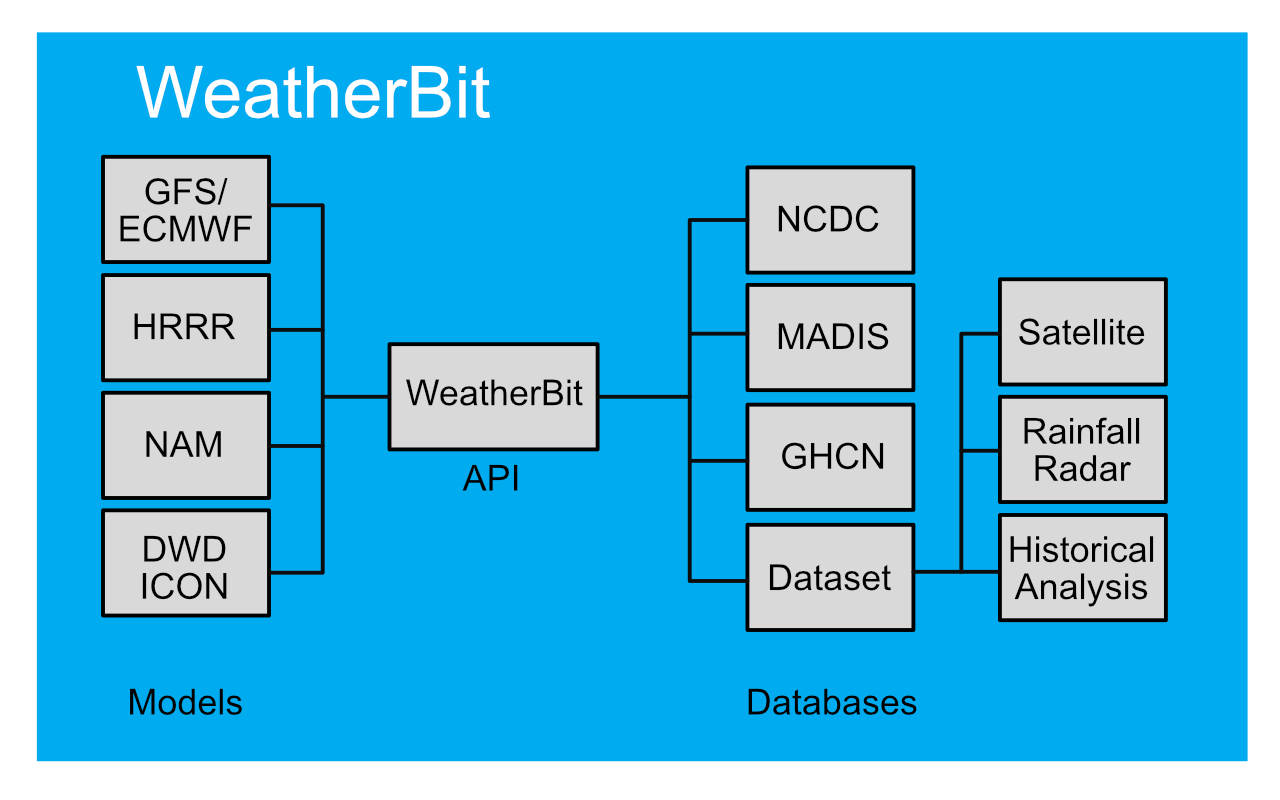 WeatherBit
GFS/
ECMWF
HRRR
NAM
DWD
ICON
Models
WeatherBit
API
NCDC
MADIS
GHCN
Dataset
Databases
Satellite
Rainfall
Radar
Historical
Analysis